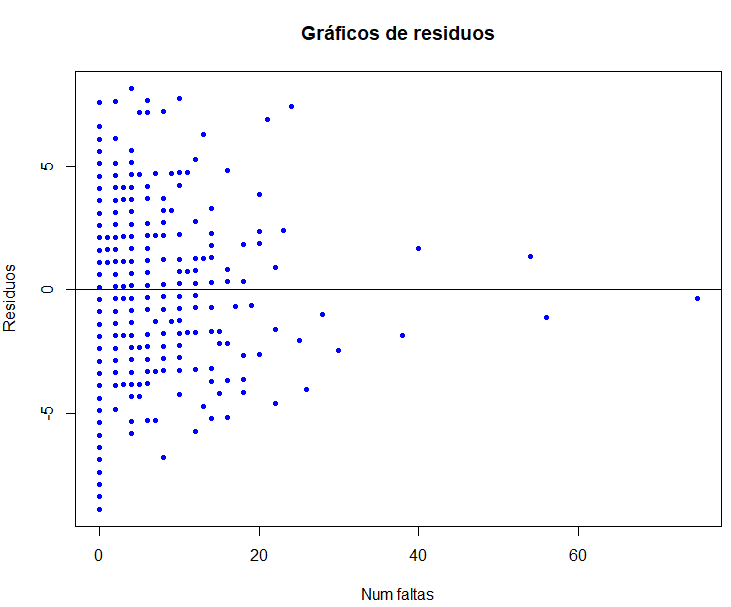 Gráficos de residuos
5
0
-5
Residuos
0 20 40 60
Num faltas